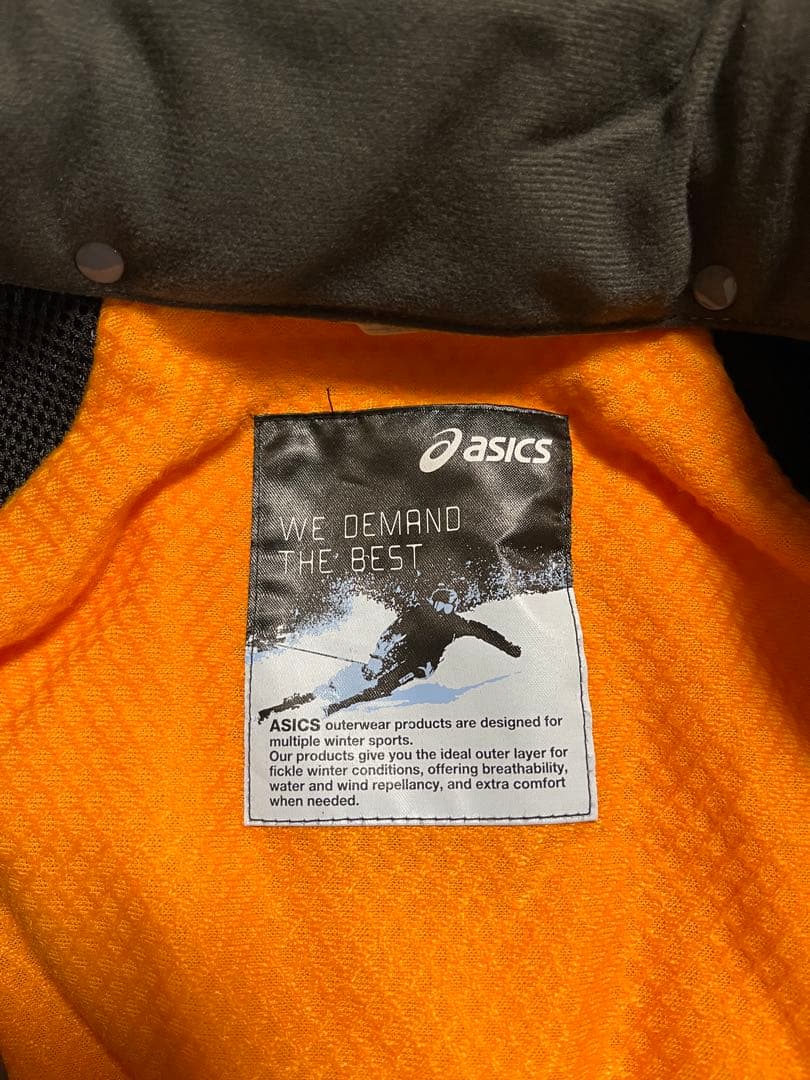 asics
WE DEMAND
THE BEST
ASICS outerwear products are designed for
multiple winter sports.
Our products give you the ideal outer layer for
fickle winter conditions, offering breathability,
water and wind repellancy, and extra comfort
when needed.